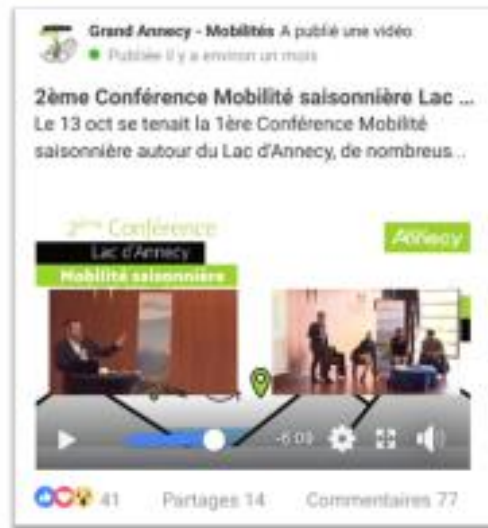 Grand Annecy - Mobilités A publié une vidéo
Publiée il y a environ un mois
2ème Conférence Mobilité saisonnière Lac ...
Le 13 oct se tenait la 1ère Conférence Mobilité
saisonnière autour du Lac d'Annecy, de nombreus...
2ème Conférence
Annecy
Lac d'Annecy
Mobilité saisonnière
-6:09
41 Partages 14 Commentaires 77